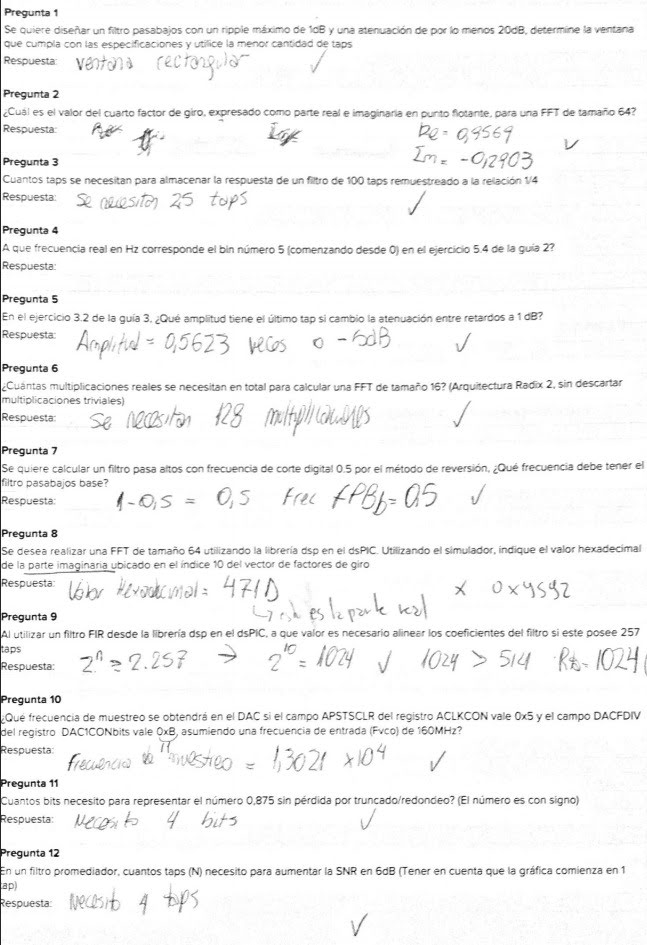 Pregunta 1
Se quiere diseñar un filtro pasabajos con un ripple máximo de 1dB y una atenuación de por lo menos 20dB, determine la ventana
que cumpla con las especificaciones y utilice la menor cantidad de taps
Respuesta: ventana rectangular ✓
Pregunta 2
¿Cuál es el valor del cuarto factor de giro, expresado como parte real e imaginaria en punto flotante, para una FFT de tamaño 64?
Respuesta: Re = 0,9569 ✓
Im = -0,2903
Pregunta 3
Cuantos taps se necesitan para almacenar la respuesta de un filtro de 100 taps remuestreado a la relación 1/4
Respuesta: Se necesitan 25 taps ✓
Pregunta 4
A que frecuencia real en Hz corresponde el bin número 5 (comenzando desde 0) en el ejercicio 5.4 de la guía 2?
Respuesta:
Pregunta 5
En el ejercicio 3.2 de la guía 3, ¿Qué amplitud tiene el último tap si cambio la atenuación entre retardos a 1 dB?
Respuesta: Amplitud = 0,5623 veces o -5dB ✓
Pregunta 6
¿Cuántas multiplicaciones reales se necesitan en total para calcular una FFT de tamaño 16? (Arquitectura Radix 2, sin descartar
multiplicaciones triviales)
Respuesta: Se necesitan 128 multiplicaciones ✓
Pregunta 7
Se quiere calcular un filtro pasa altos con frecuencia de corte digital 0.5 por el método de reversión, ¿Qué frecuencia debe tener el
filtro pasabajos base?
Respuesta: 1-0,5 = 0,5 Frec FPBb = 0.5 ✓
Pregunta 8
Se desea realizar una FFT de tamaño 64 utilizando la librería dsp en el dsPIC. Utilizando el simulador, indique el valor hexadecimal
de la parte imaginaria ubicado en el índice 10 del vector de factores de giro
Respuesta: Valor Hexadecimal = 471D x 0x9592
↳ esa es la parte real
Pregunta 9
Al utilizar un filtro FIR desde la librería dsp en el dsPIC, a que valor es necesario alinear los coeficientes del filtro si este posee 257
taps
Respuesta: 2^n ≥ 2.257 → 2^10 = 1024 ✓ 1024 > 514 Rta = 1024
Pregunta 10
¿Qué frecuencia de muestreo se obtendrá en el DAC si el campo APSTSCLR del registro ACLKCON vale 0x5 y el campo DACFDIV
del registro DAC1CONbits vale 0xB, asumiendo una frecuencia de entrada (Fvco) de 160MHz?
11
Respuesta: Frecuencia de muestreo = 1,3021 x10^4 ✓
Pregunta 11
Cuantos bits necesito para representar el número 0,875 sin pérdida por truncado/redondeo? (El número es con signo)
Respuesta: Necesito 4 bits ✓
Pregunta 12
En un filtro promediador, cuantos taps (N) necesito para aumentar la SNR en 6dB (Tener en cuenta que la gráfica comienza en 1
tap)
Respuesta: Necesito 4 taps ✓